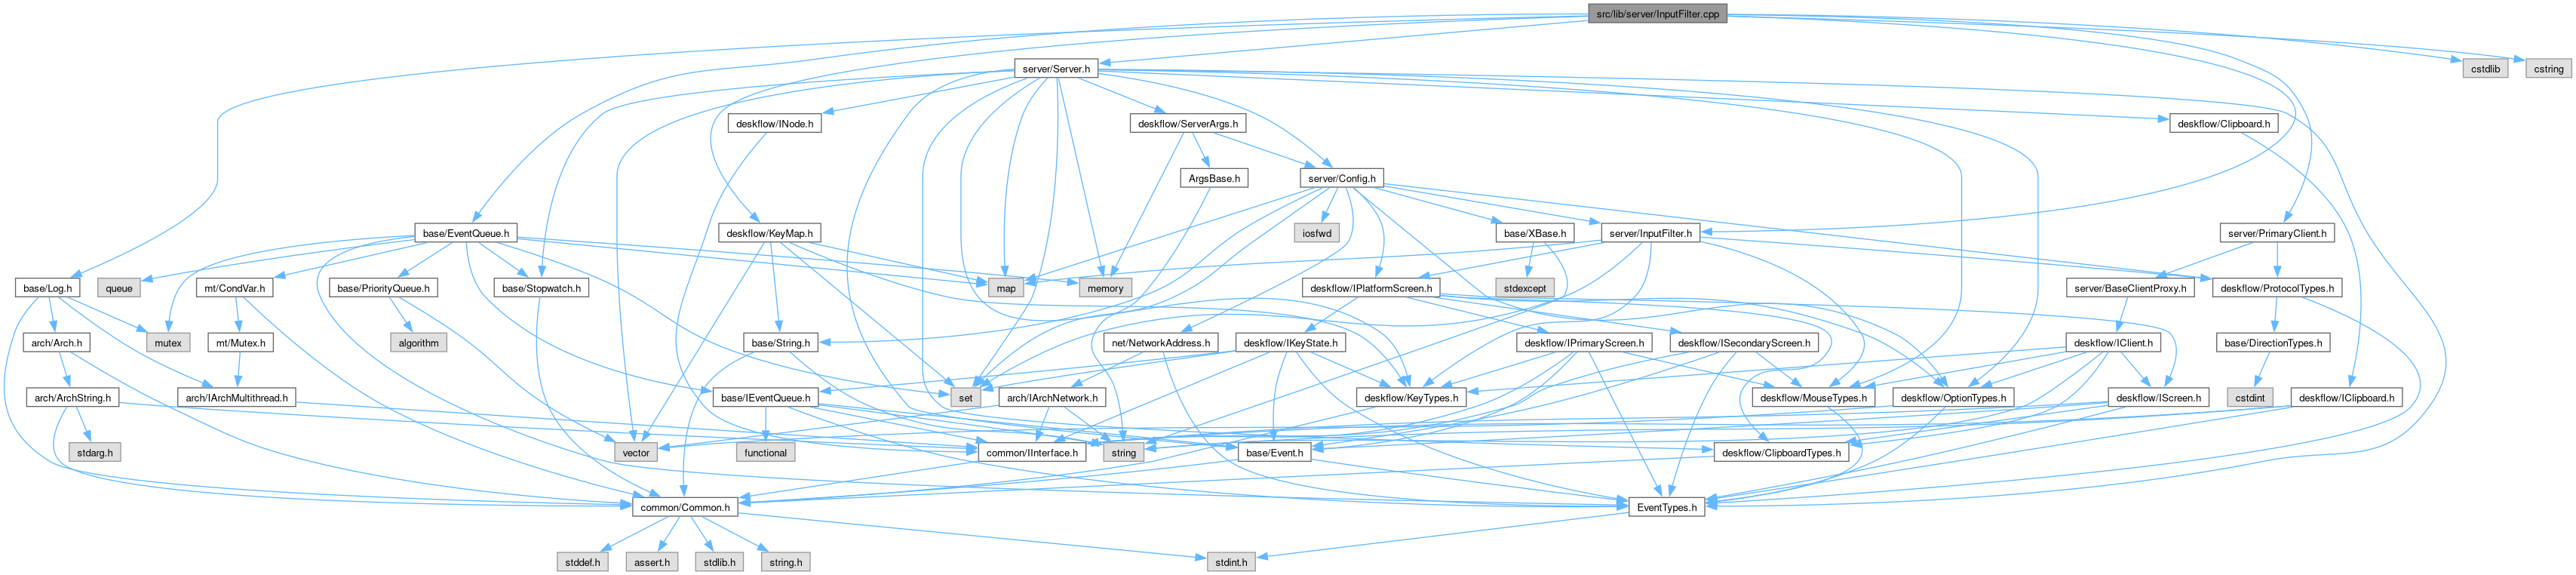 src/lib/server/InputFilter.cpp
server/Server.h
cstdlib
cstring
deskflow/INode.h
deskflow/ServerArgs.h
deskflow/Clipboard.h
ArgsBase.h
server/Config.h
base/EventQueue.h
deskflow/KeyMap.h
iosfwd
base/XBase.h
server/InputFilter.h
server/PrimaryClient.h
base/Log.h
queue
mt/CondVar.h
base/PriorityQueue.h
base/Stopwatch.h
map
memory
deskflow/IPlatformScreen.h
stdexcept
server/BaseClientProxy.h
deskflow/ProtocolTypes.h
arch/Arch.h
mutex
mt/Mutex.h
algorithm
base/String.h
net/NetworkAddress.h
deskflow/IKeyState.h
deskflow/IPrimaryScreen.h
deskflow/ISecondaryScreen.h
deskflow/IClient.h
base/DirectionTypes.h
arch/ArchString.h
arch/IArchMultithread.h
base/IEventQueue.h
set
arch/IArchNetwork.h
deskflow/KeyTypes.h
deskflow/MouseTypes.h
deskflow/OptionTypes.h
deskflow/IScreen.h
cstdint
deskflow/IClipboard.h
stdarg.h
vector
functional
common/IInterface.h
string
base/Event.h
deskflow/ClipboardTypes.h
common/Common.h
EventTypes.h
stddef.h
assert.h
stdlib.h
string.h
stdint.h